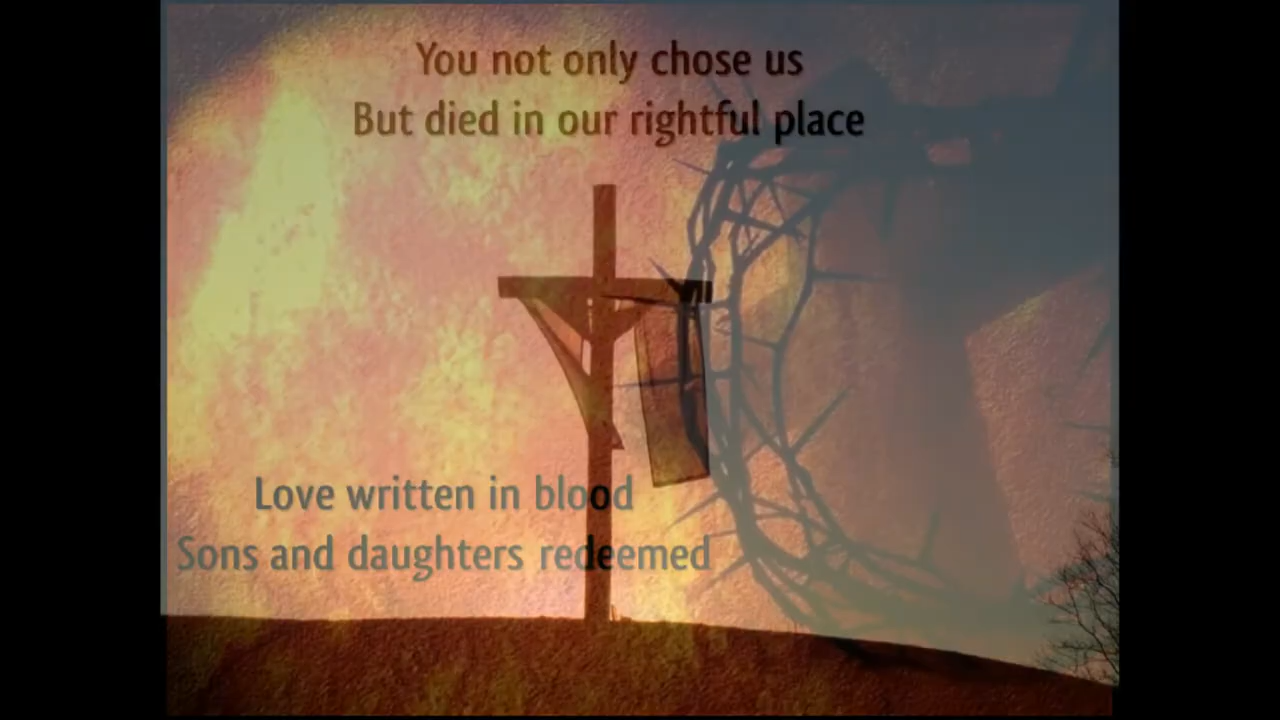 You not only chose us
But died in our rightful place
Love written in blood
Sons and daughters redeemed